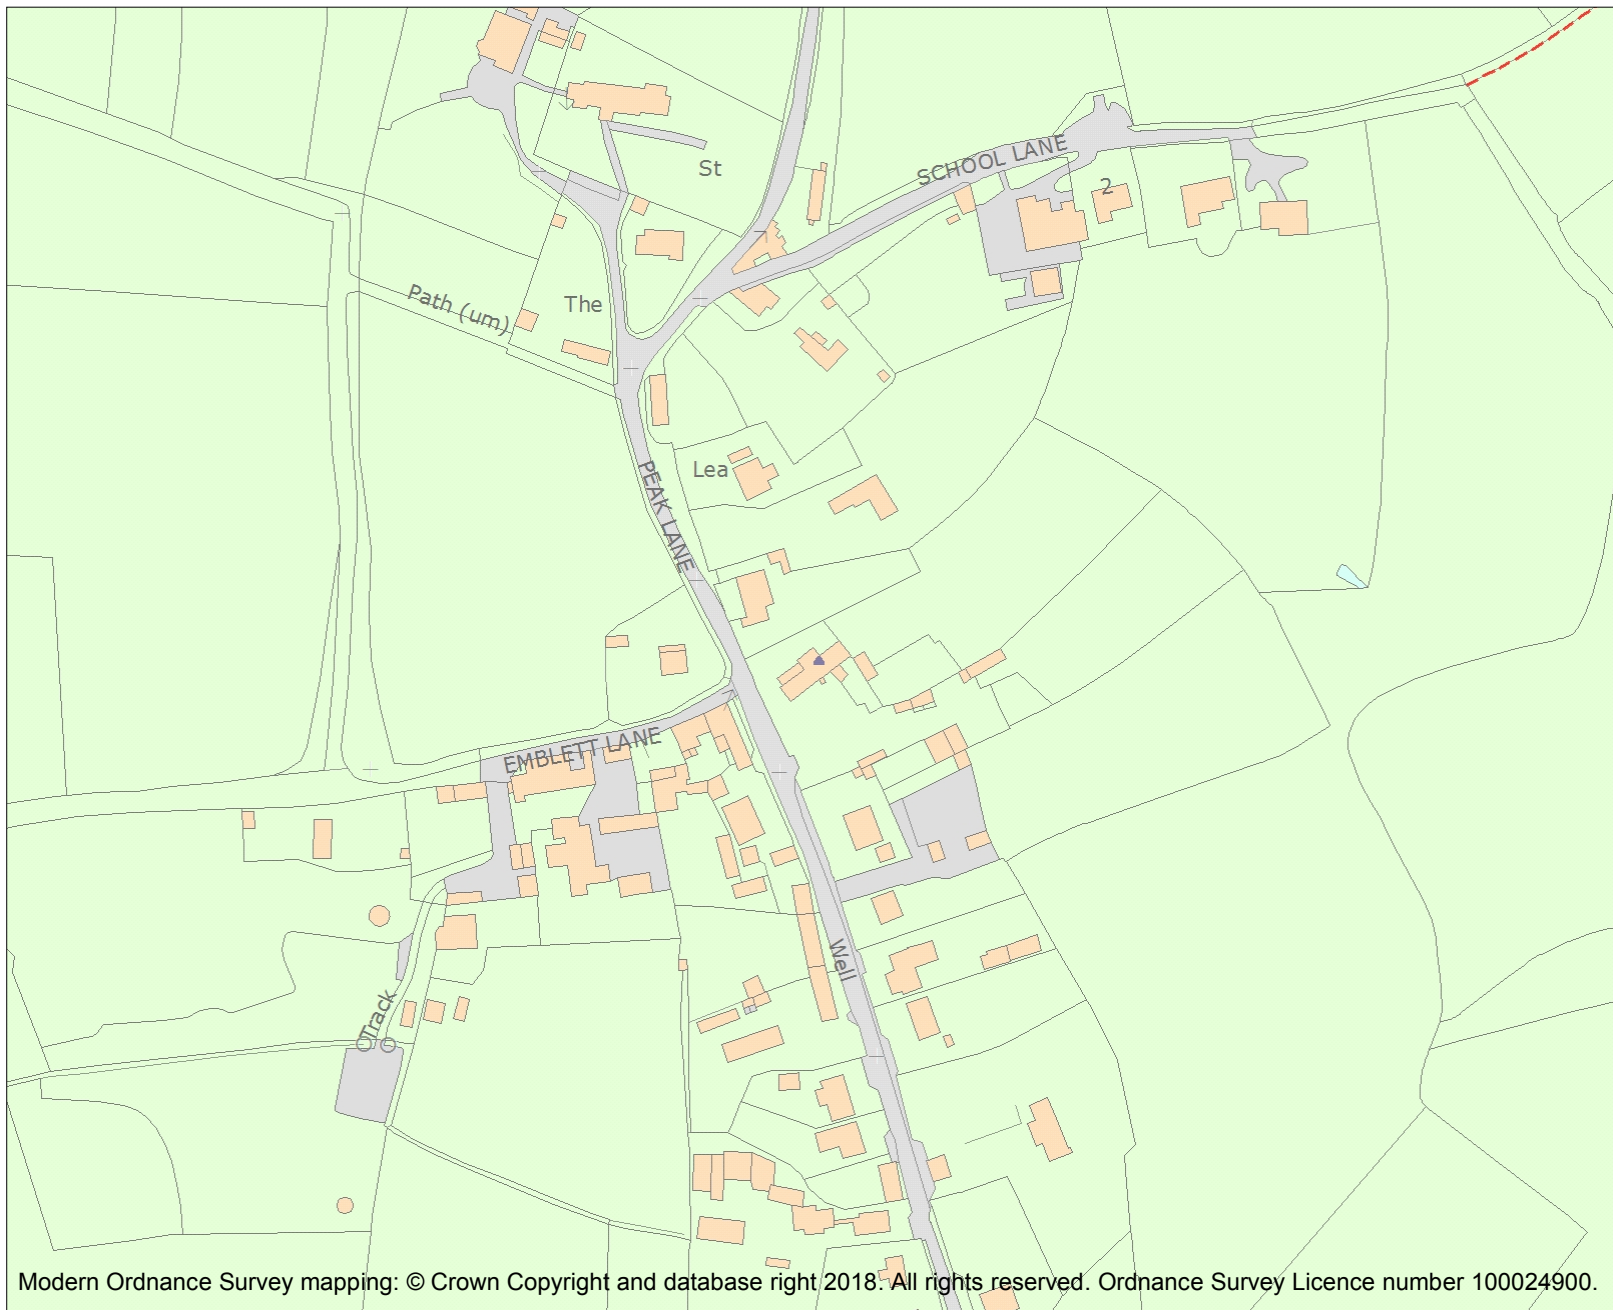 St
SCHOOL LANE
2
Path (um)
The
Lea
PEAK LANE
EMBLETT LANE
Well
Track
Modern Ordnance Survey mapping: © Crown Copyright and database right 2018. All rights reserved. Ordnance Survey Licence number 100024900.